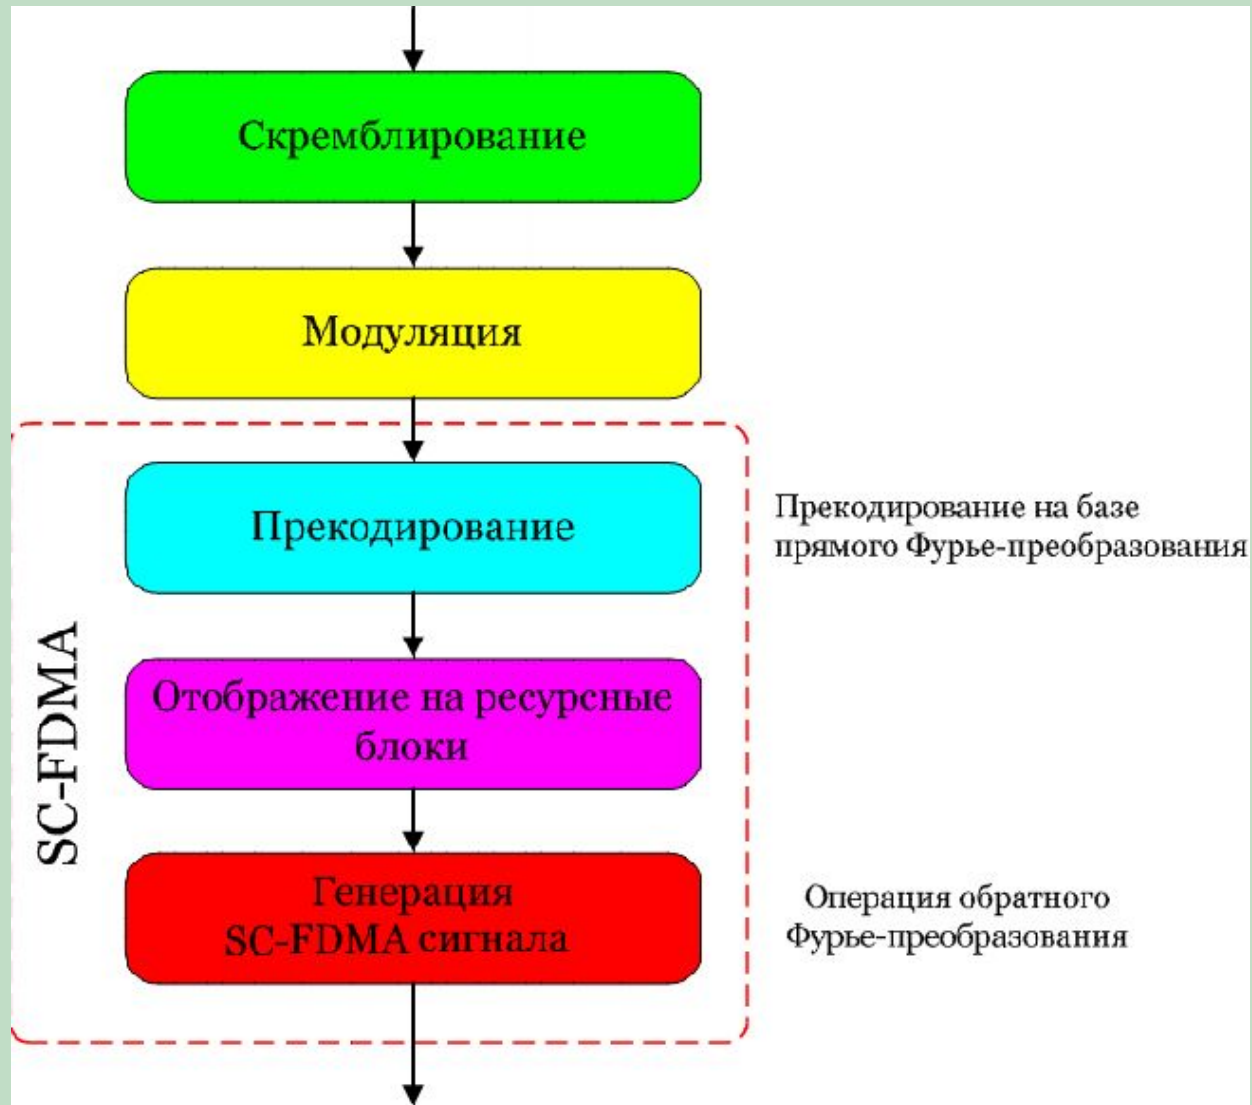 Скремблирование
Модуляция
Прекодирование
Прекодирование на базе
прямого Фурье-преобразования
Отображение на ресурсные
блоки
SC-FDMA
Генерация
SC-FDMA сигнала
Операция обратного
Фурье-преобразования